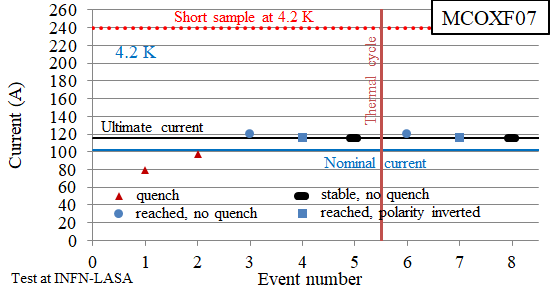 MCOXF07
260
240
220
200
180
160
140
120
100
80
60
40
20
0
Current (A)
Short sample at 4.2 K
4.2 K
Thermal cycle
Ultimate current
Nominal current
quench
stable, no quench
reached, no quench
reached, polarity inverted
0 1 2 3 4 5 6 7 8
Test at INFN-LASA
Event number